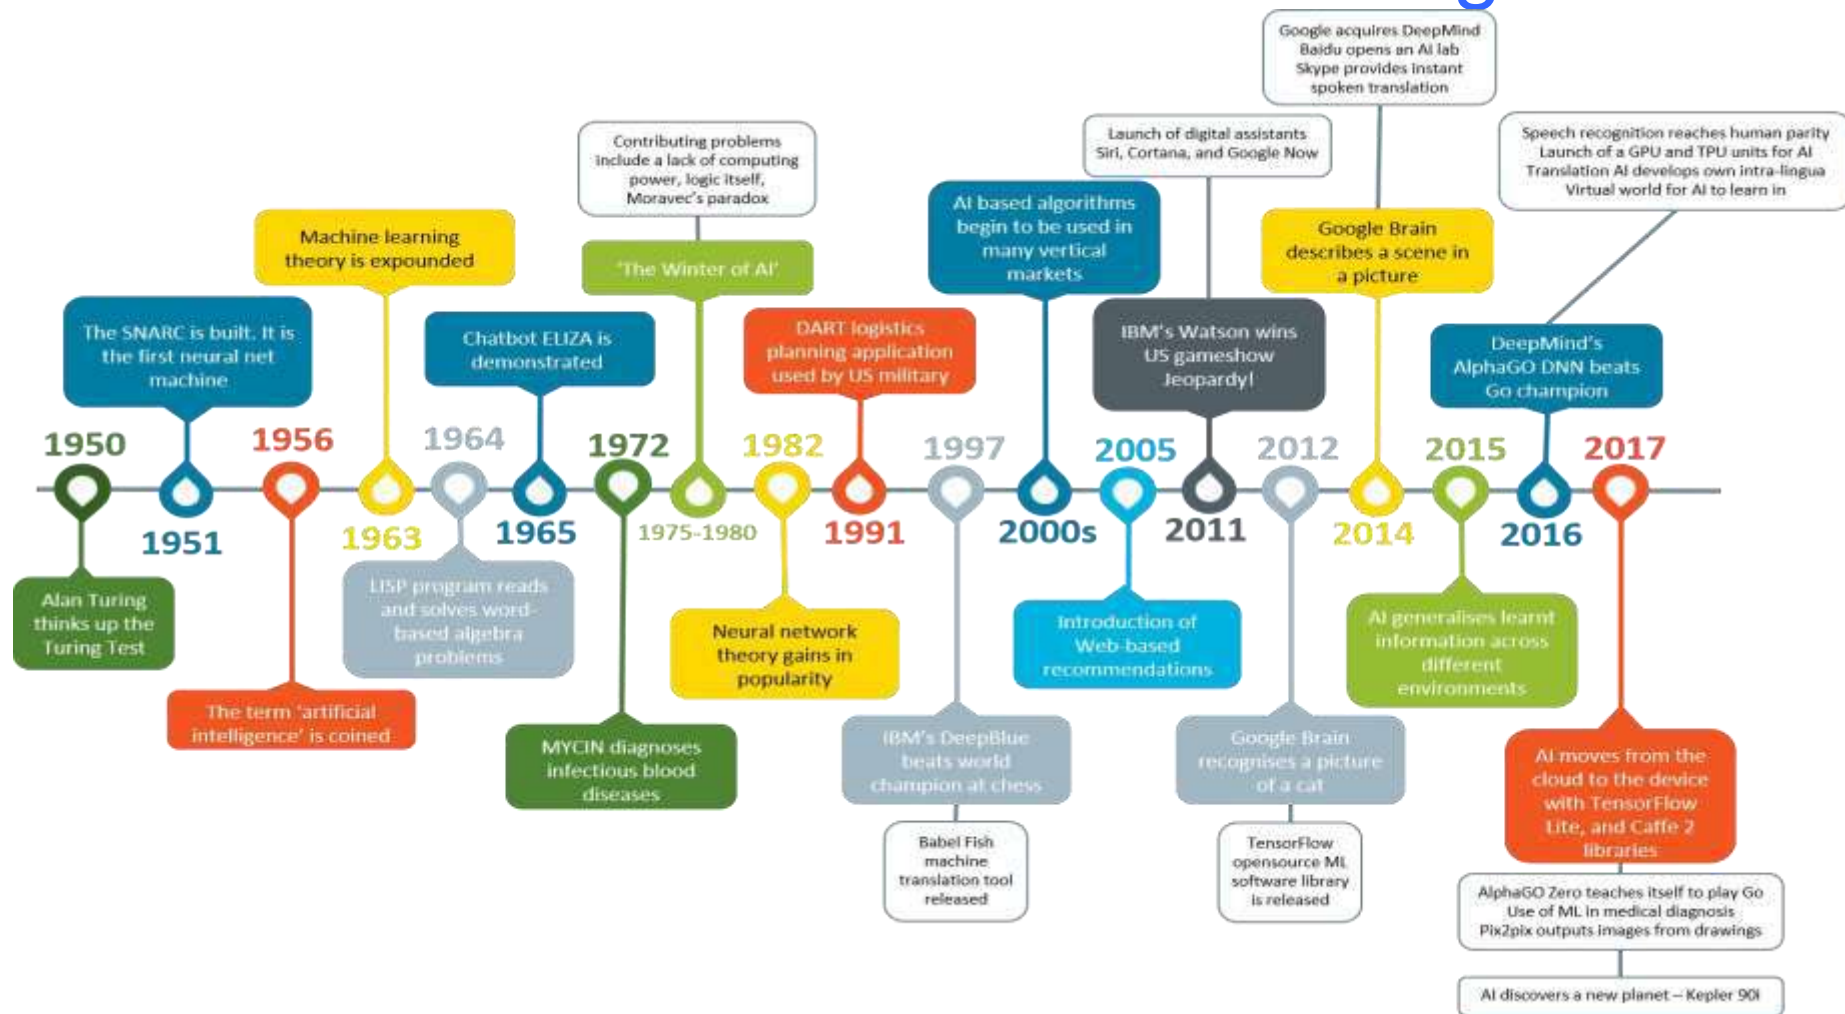 Google acquires DeepMind
Baidu opens an AI lab
Skype provides instant
spoken translation
Launch of digital assistants
Siri, Cortana, and Google Now
Speech recognition reaches human parity
Launch of a GPU and TPU units for AI
Translation AI develops own intra-lingua
Virtual world for AI to learn in
Contributing problems
include a lack of computing
power, logic itself,
Moravec's paradox
AI based algorithms
begin to be used in
many vertical
markets
Machine learning
theory is expounded
'The Winter of AI'
Google Brain
describes a scene in
a picture
The SNARC is built. It is
the first neural net
machine
Chatbot ELIZA is
demonstrated
DART logistics
planning application
used by US military
IBM's Watson wins
US gameshow
Jeopardy!
DeepMind's
AlphaGO DNN beats
Go champion
1950
1951
1956
1963
1964
1965
1972
1975-1980
1982
1991
1997
2000s
2005
2011
2012
2014
2015
2016
2017
Alan Turing
thinks up the
Turing Test
The term 'artificial
intelligence' is coined
LISP program reads
and solves word-
based algebra
problems
MYCIN diagnoses
infectious blood
diseases
Neural network
theory gains in
popularity
IBM's DeepBlue
beats world
champion at chess
Babel Fish
machine
translation tool
released
Introduction of
Web-based
recommendations
Google Brain
recognises a picture
of a cat
TensorFlow
opensource ML
software library
is released
AI generalises learnt
information across
different
environments
AI moves from the
cloud to the device
with TensorFlow
Lite, and Caffe 2
libraries
AlphaGO Zero teaches itself to play Go
Use of ML in medical diagnosis
Pix2pix outputs images from drawings
AI discovers a new planet – Kepler 90i